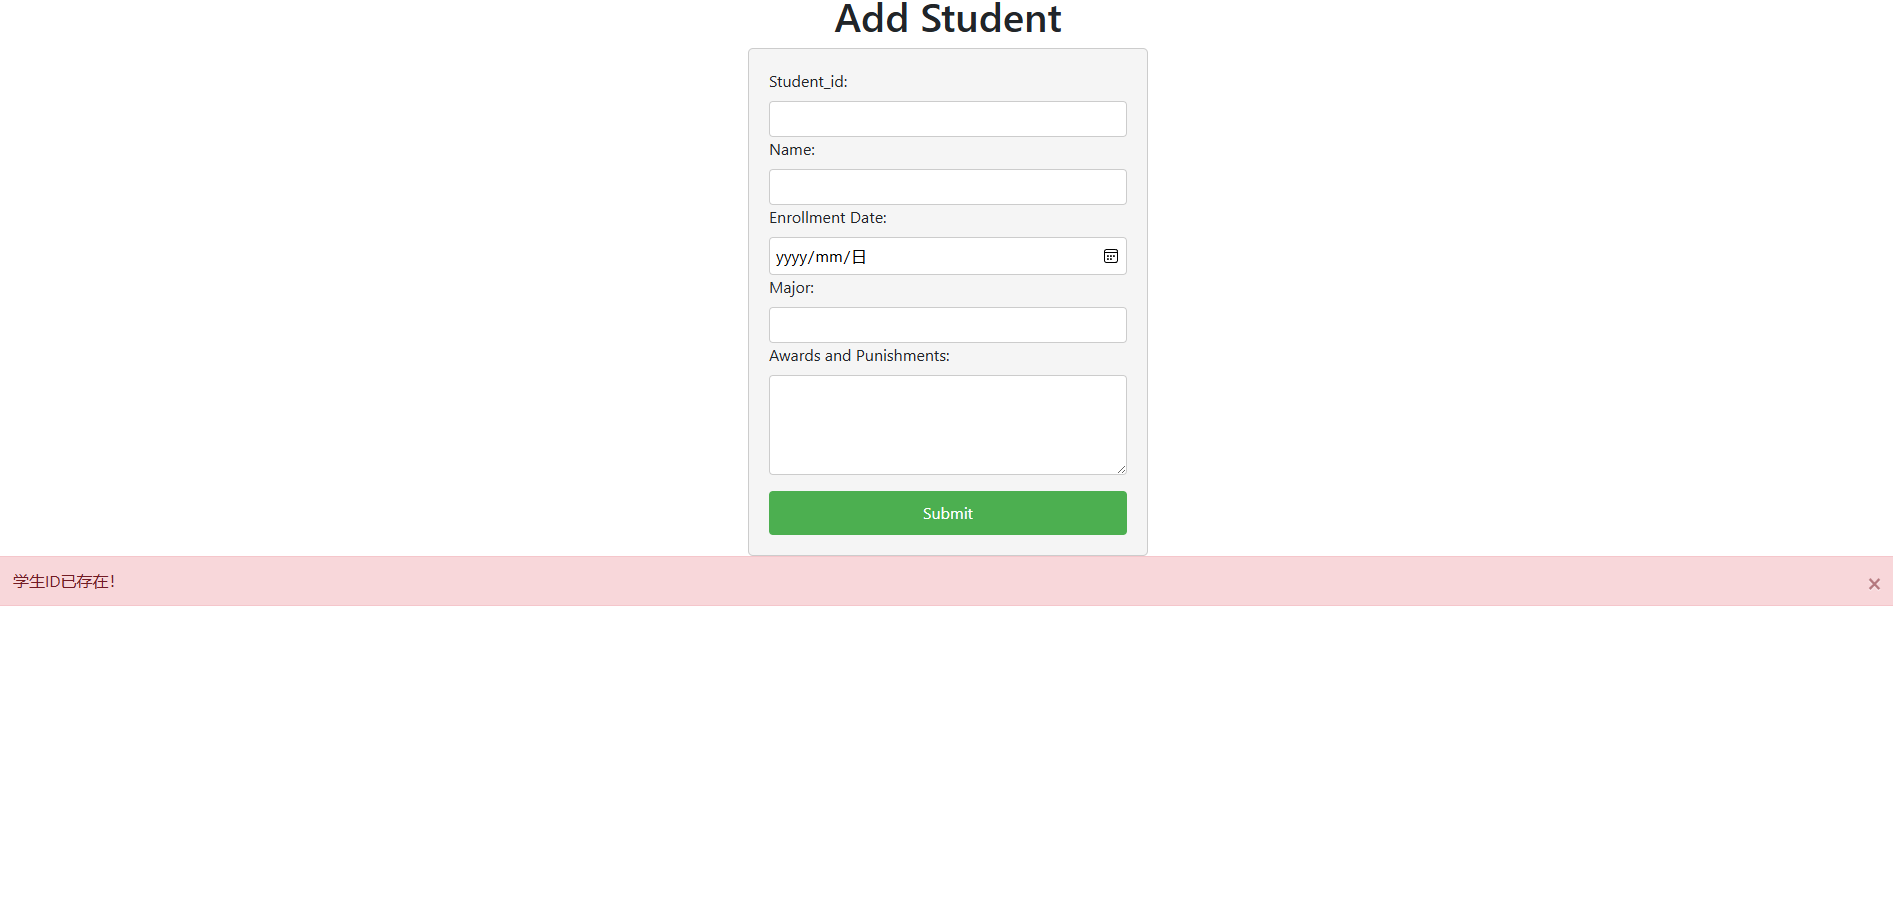 Add Student
Student_id:
Name:
Enrollment Date:
yyyy/mm/日
Major:
Awards and Punishments:
Submit
学生ID已存在！
×